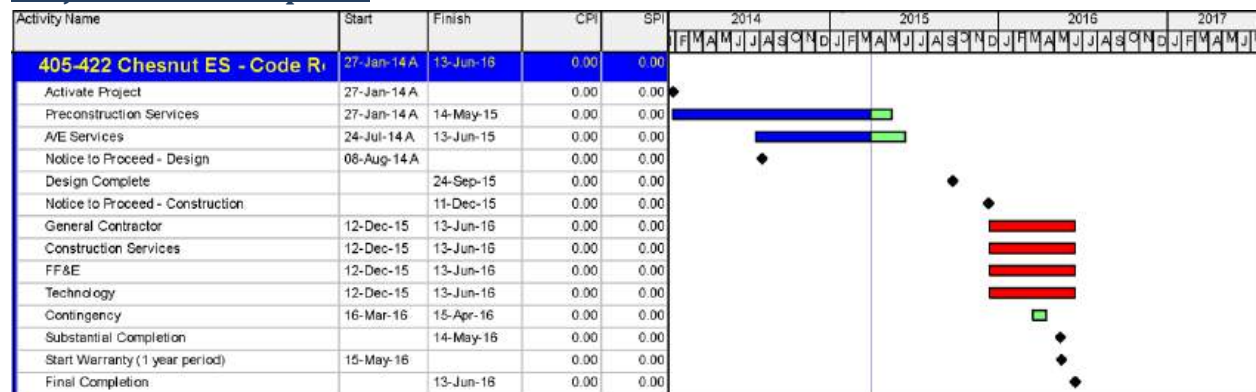 Activity Name Start Finish CPI SPI 2014 2015 2016 2017
F M A M J J A S O N D J F M A M J J A S O N D J F M A M J J A S O N D J F M A M J
405-422 Chesnut ES - Code R 27-Jan-14 A 13-Jun-16 0.00 0.00
Activate Project 27-Jan-14 A 0.00 0.00
Preconstruction Services 27-Jan-14 A 14-May-15 0.00 0.00
A/E Services 24-Jul-14 A 13-Jun-15 0.00 0.00
Notice to Proceed - Design 08-Aug-14 A 0.00 0.00
Design Complete 24-Sep-15 0.00 0.00
Notice to Proceed - Construction 11-Dec-15 0.00 0.00
General Contractor 12-Dec-15 13-Jun-16 0.00 0.00
Construction Services 12-Dec-15 13-Jun-16 0.00 0.00
FF&E 12-Dec-15 13-Jun-16 0.00 0.00
Technology 12-Dec-15 13-Jun-16 0.00 0.00
Contingency 16-Mar-16 15-Apr-16 0.00 0.00
Substantial Completion 14-May-16 0.00 0.00
Start Warranty (1 year period) 15-May-16 0.00 0.00
Final Completion 13-Jun-16 0.00 0.00